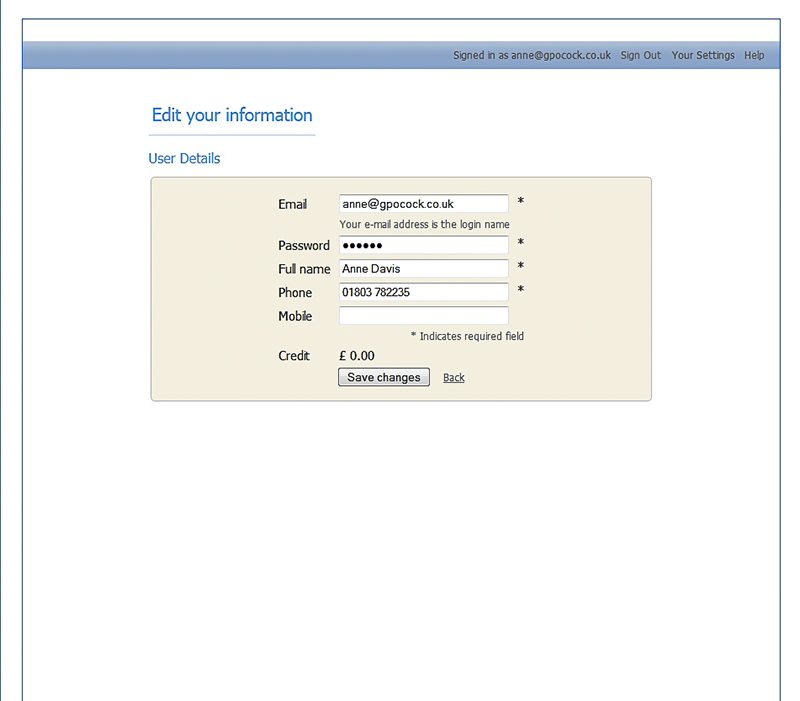 Signed in as anne@gpocock.co.uk Sign Out Your Settings Help
Edit your information
User Details
Email anne@gpocock.co.uk *
Your e-mail address is the login name
Password •••••• *
Full name Anne Davis *
Phone 01803 782235 *
Mobile
* Indicates required field
Credit £ 0.00
Save changes Back